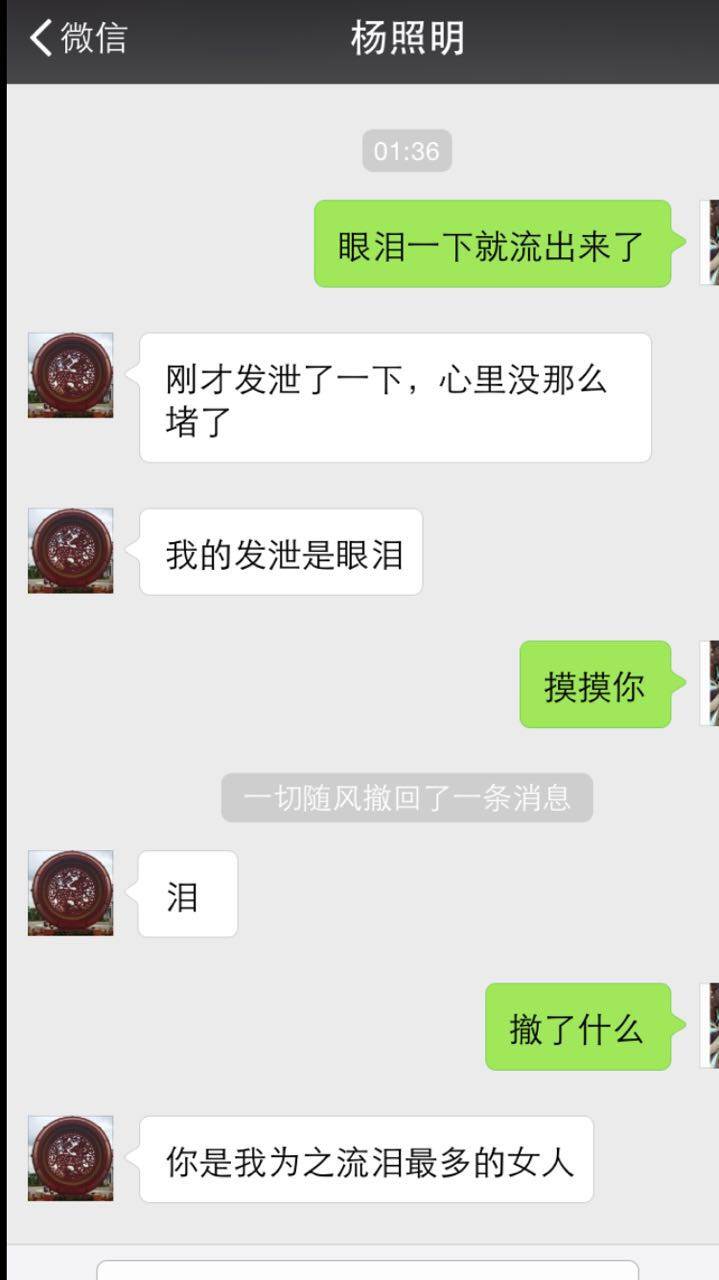 微信
杨照明
01:36
眼泪一下就流出来了
刚才发泄了一下，心里没那么
堵了
我的发泄是眼泪
摸摸你
一切随风撤回了一条消息
泪
撤了什么
你是我为之流泪最多的女人